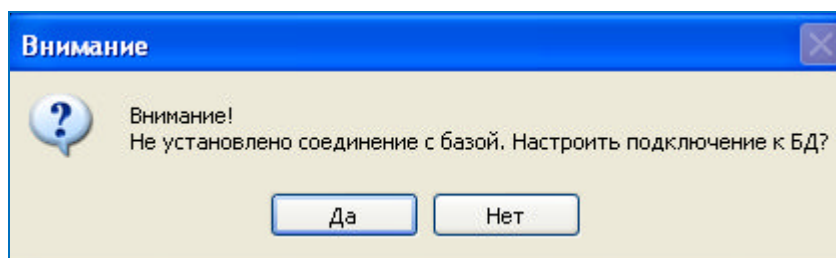 Внимание
Внимание!
Не установлено соединение с базой. Настроить подключение к БД?
Да
Нет